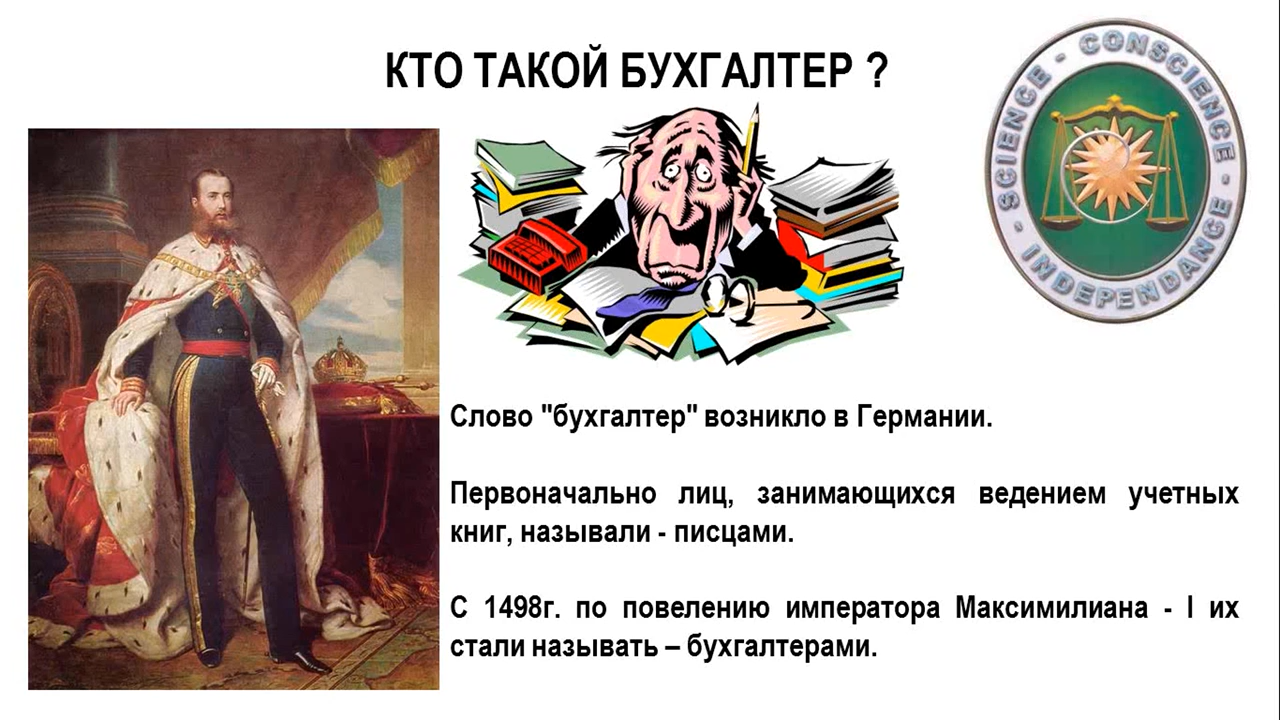 КТО ТАКОЙ БУХГАЛТЕР ?
SCIENCE - CONSCIENCE - INDEPENDANCE -
Слово "бухгалтер" возникло в Германии.
Первоначально лиц, занимающихся ведением учетных
книг, называли - писцами.
С 1498г. по повелению императора Максимилиана - I их
стали называть – бухгалтерами.